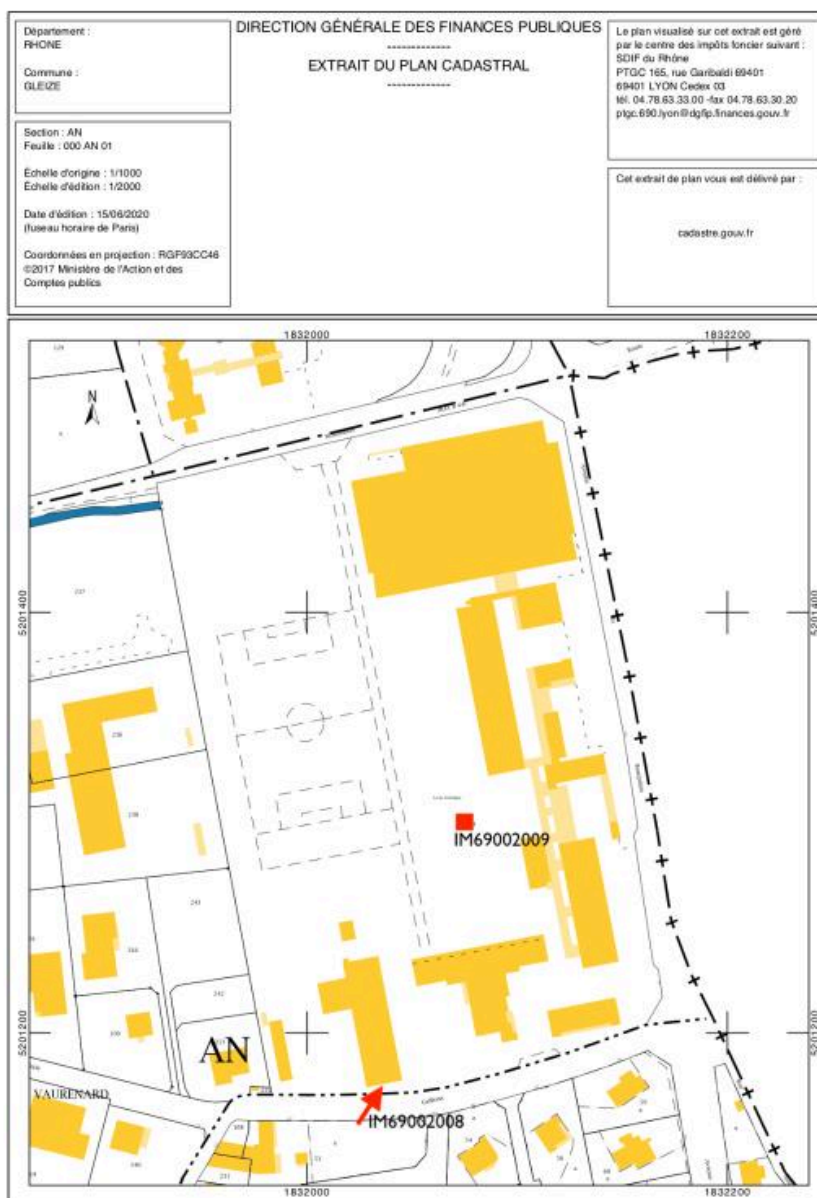 Département :
RHONE
Commune :
GLEIZE
Section : AN
Feuille : 000 AN 01
Échelle d'origine : 1/1000
Échelle d'édition : 1/2000
Date d'édition : 15/06/2020
(fuseau horaire de Paris)
Coordonnées en projection : RGF93CC46
©2017 Ministère de l'Action et des
Comptes publics
DIRECTION GÉNÉRALE DES FINANCES PUBLIQUES
-------------
EXTRAIT DU PLAN CADASTRAL
-------------
Le plan visualisé sur cet extrait est géré
par le centre des impôts foncier suivant :
SDIF du Rhône
PTGC 165, rue Garibaldi 69401
69401 LYON Cedex 03
tél. 04.78.63.33.00 -fax 04.78.63.30.20
ptgc.690.lyon@dgfip.finances.gouv.fr
Cet extrait de plan vous est délivré par :
cadastre.gouv.fr
1832000
1832200
N
5201400
5201400
237
238
243
IM69002009
242
5201200
5201200
AN
VAURENARD
IM69002008
1832000
1832200